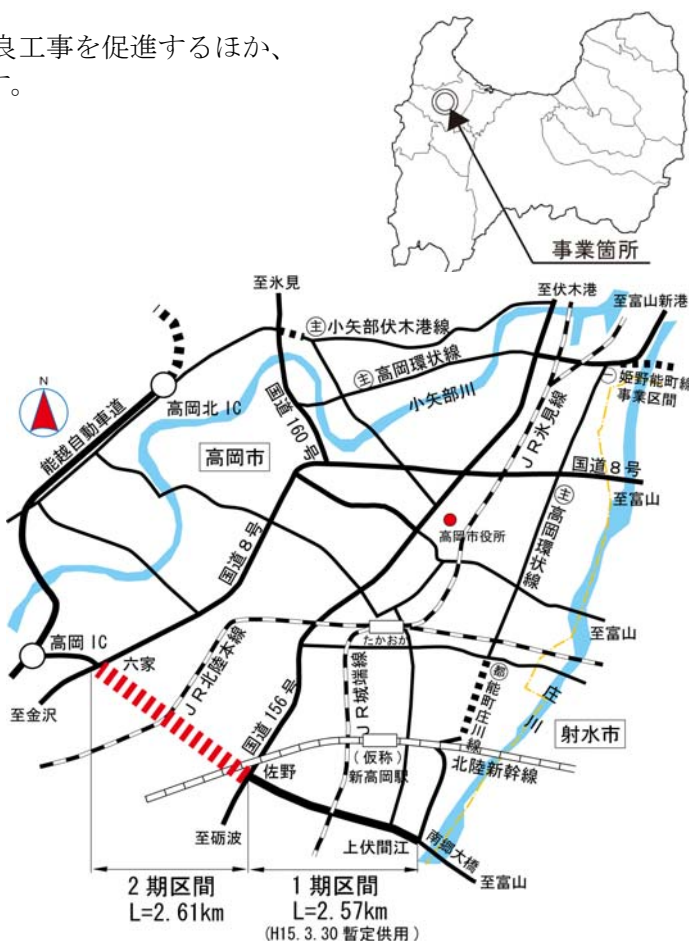 良工事を促進するほか、
す。
事業箇所
至氷見
至伏木港
至富山新港
主 小矢部伏木港線
主 高岡環状線
一 姫野能町線
事業区間
N
高岡北IC
能越自動車道
国道160号
小矢部川
JR氷見線
高岡市
国道8号
至富山
主 高岡環状線
高岡市役所
国道8号
たかおか
至富山
高岡IC
六家
JR北陸本線
JR城端線
都 能町庄川線
庄川
射水市
至金沢
国道156号
(仮称)
新高岡駅
北陸新幹線
佐野
至砺波
上伏間江
南郷大橋
至富山
2期区間
L=2.61km
1期区間
L=2.57km
(H15.3.30暫定供用)